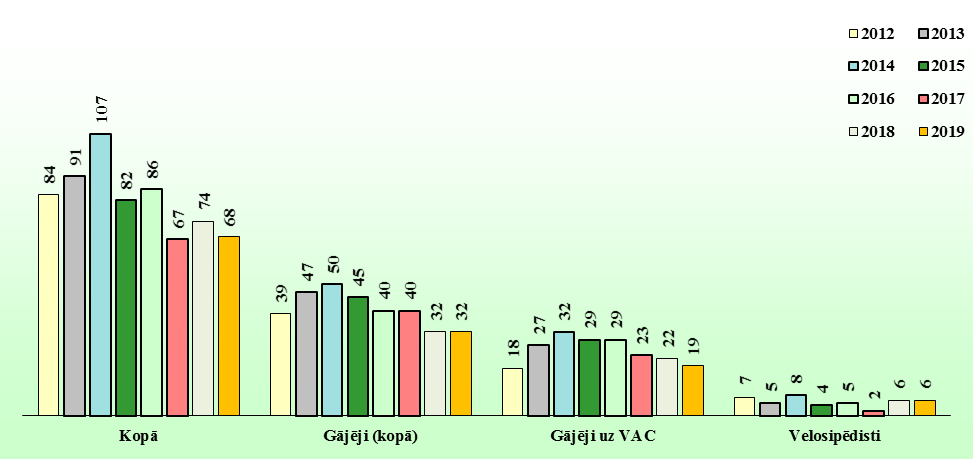 2012 2013
2014 2015
2016 2017
2018 2019
84 91 107 82 86 67 74 68
39 47 50 45 40 40 32 32
18 27 32 29 29 23 22 19
7 5 8 4 5 2 6 6
Kopā Gājēji (kopā) Gājēji uz VAC Velosipēdisti